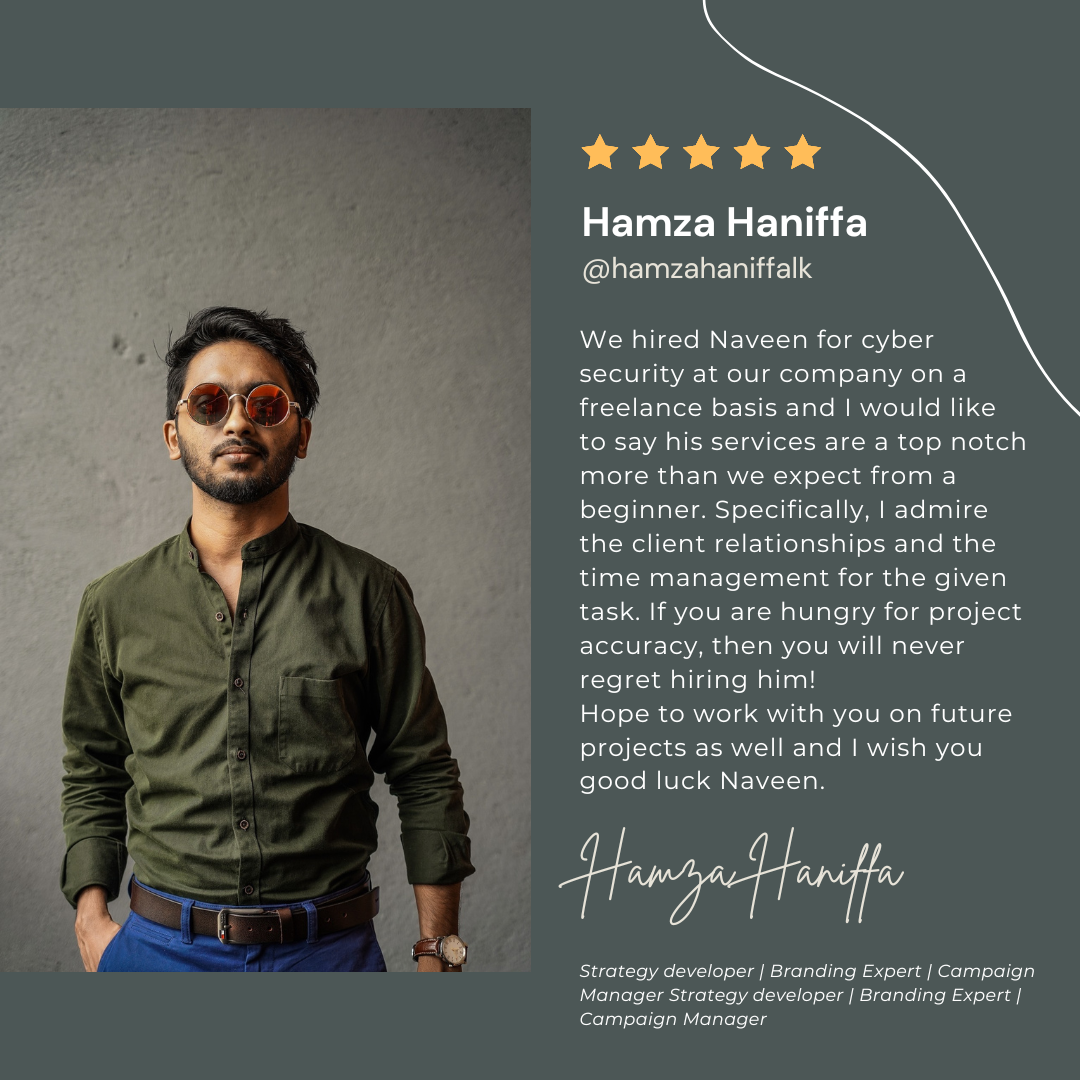 Hamza Haniffa
@hamzahaniffalk
We hired Naveen for cyber
security at our company on a
freelance basis and I would like
to say his services are a top notch
more than we expect from a
beginner. Specifically, I admire
the client relationships and the
time management for the given
task. If you are hungry for project
accuracy, then you will never
regret hiring him!
Hope to work with you on future
projects as well and I wish you
good luck Naveen.
Hamza Haniffa
Strategy developer | Branding Expert | Campaign
Manager Strategy developer | Branding Expert |
Campaign Manager